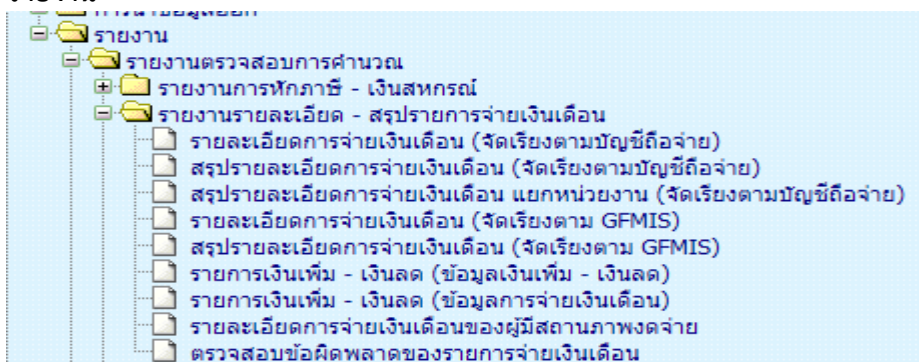 รายงาน
รายงานตรวจสอบการคำนวณ
รายงานการหักภาษี - เงินสหกรณ์
รายงานรายละเอียด - สรุปรายการจ่ายเงินเดือน
รายละเอียดการจ่ายเงินเดือน (จัดเรียงตามบัญชีถือจ่าย)
สรุปรายละเอียดการจ่ายเงินเดือน (จัดเรียงตามบัญชีถือจ่าย)
สรุปรายละเอียดการจ่ายเงินเดือน แยกหน่วยงาน (จัดเรียงตามบัญชีถือจ่าย)
รายละเอียดการจ่ายเงินเดือน (จัดเรียงตาม GFMIS)
สรุปรายละเอียดการจ่ายเงินเดือน (จัดเรียงตาม GFMIS)
รายการเงินเพิ่ม - เงินลด (ข้อมูลเงินเพิ่ม - เงินลด)
รายการเงินเพิ่ม - เงินลด (ข้อมูลการจ่ายเงินเดือน)
รายละเอียดการจ่ายเงินเดือนของผู้มีสถานภาพงดจ่าย
ตรวจสอบข้อผิดพลาดของรายการจ่ายเงินเดือน